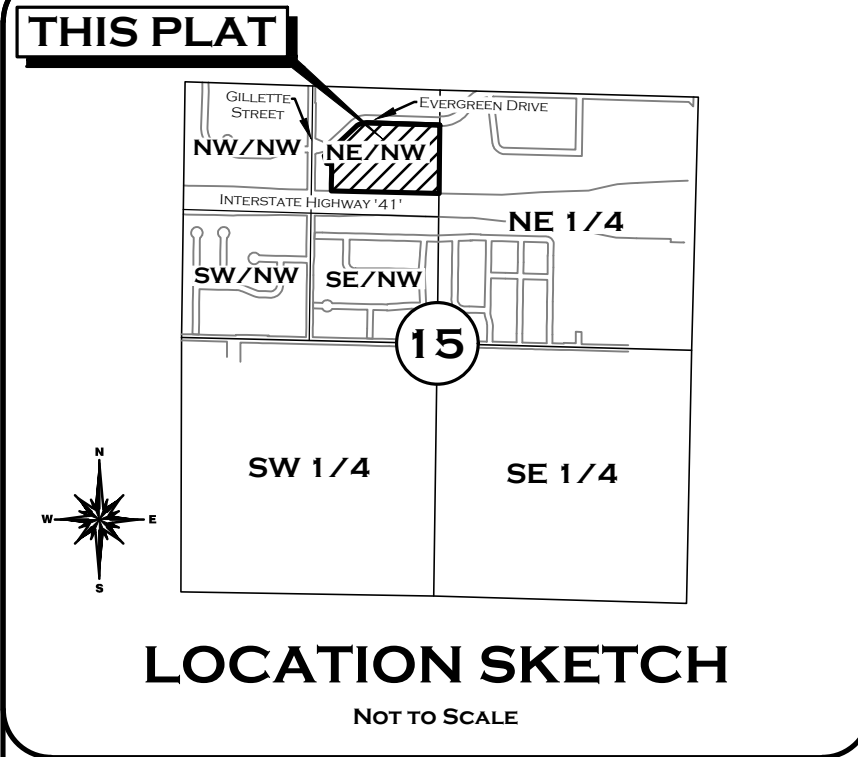 THIS PLAT
GILLETTE
STREET
EVERGREEN DRIVE
NW/NW
NE/NW
INTERSTATE HIGHWAY '41'
NE 1/4
SW/NW
SE/NW
15
SW 1/4
SE 1/4
N
W
E
S
LOCATION SKETCH
NOT TO SCALE